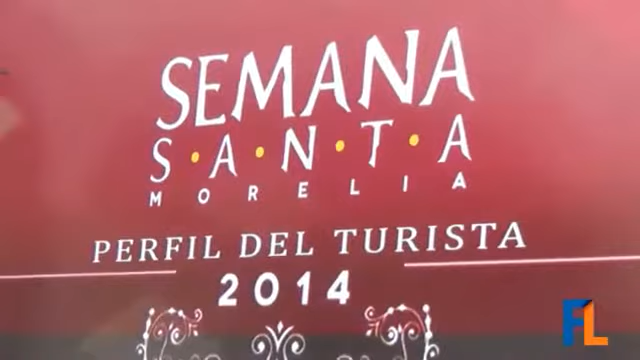 SEMANA
S·A·N·T·A
MORELIA
PERFIL DEL TURISTA
2014
FL